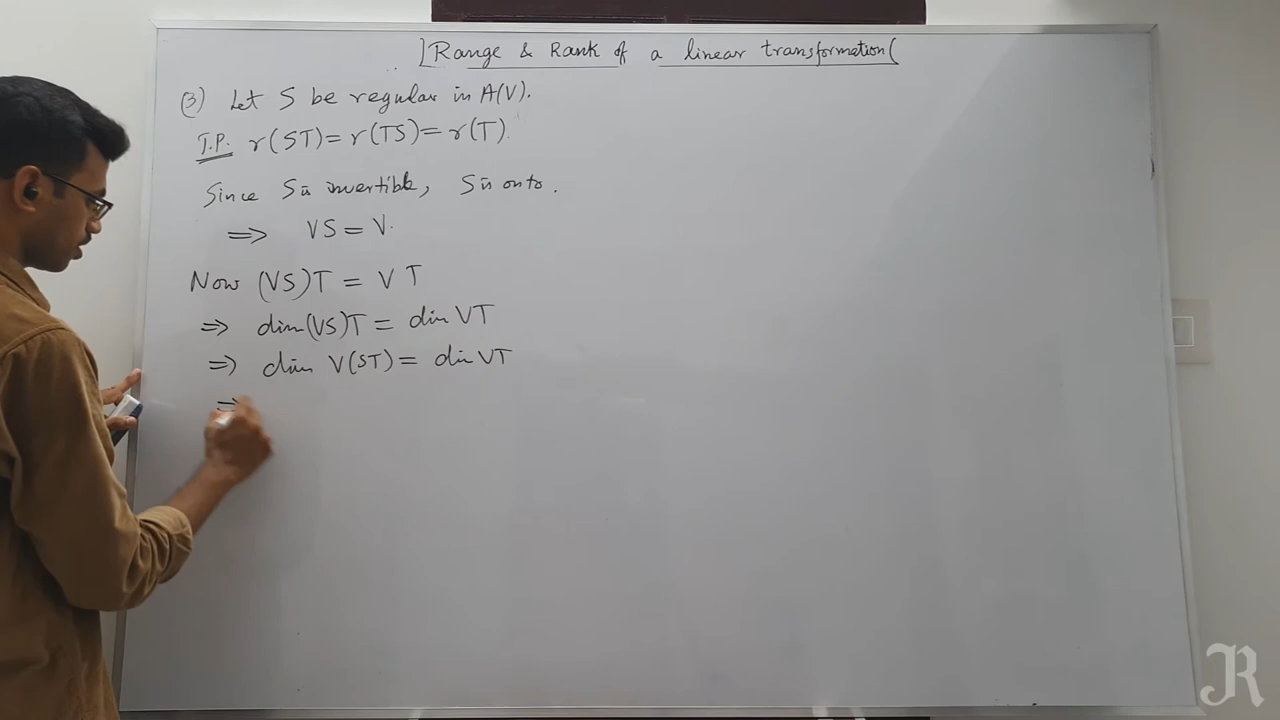 Range & Rank of a linear transformation
(3) Let S be regular in A(V).
T.P. r(ST) = r(TS) = r(T).
Since S is invertible, S is onto.
⇒ VS = V.
Now (VS)T = VT
⇒ dim(VS)T = dim VT
⇒ dim V(ST) = dim VT
⇒
JR